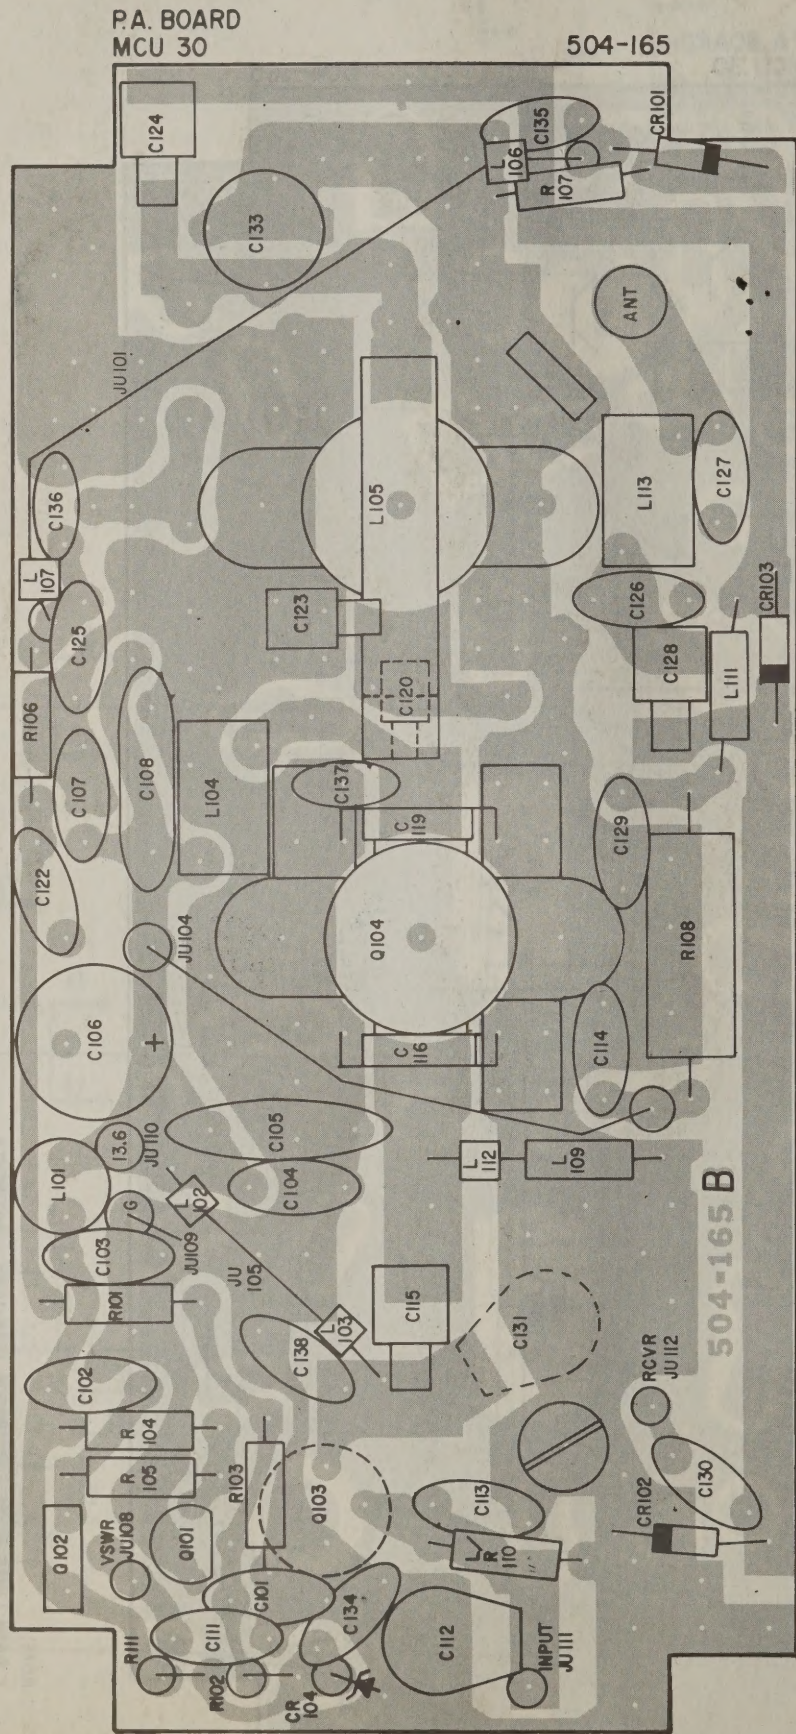 P.A. BOARD
MCU 30
504-165
C124
C135
CR101
L
106
R
107
C133
ANT
JU101
C136
L105
L113
C127
L
107
C123
C126
CR103
C125
C128
L111
R106
C120
C107
C108
L104
C137
C
119
C129
C122
JU104
Q104
R108
C106
+
C
116
C114
13.6
JU110
C105
L101
L
112
L
109
C104
L
102
G
JU109
C103
504-165 B
R101
JU
105
C115
L
103
C138
C131
RCVR
JU112
C102
R
104
R
105
R103
Q103
C113
C130
CR102
Q102
VSWR
JU108
Q101
L/
R
110
C101
C134
C111
C112
R111
R102
CR
104
INPUT
JU111